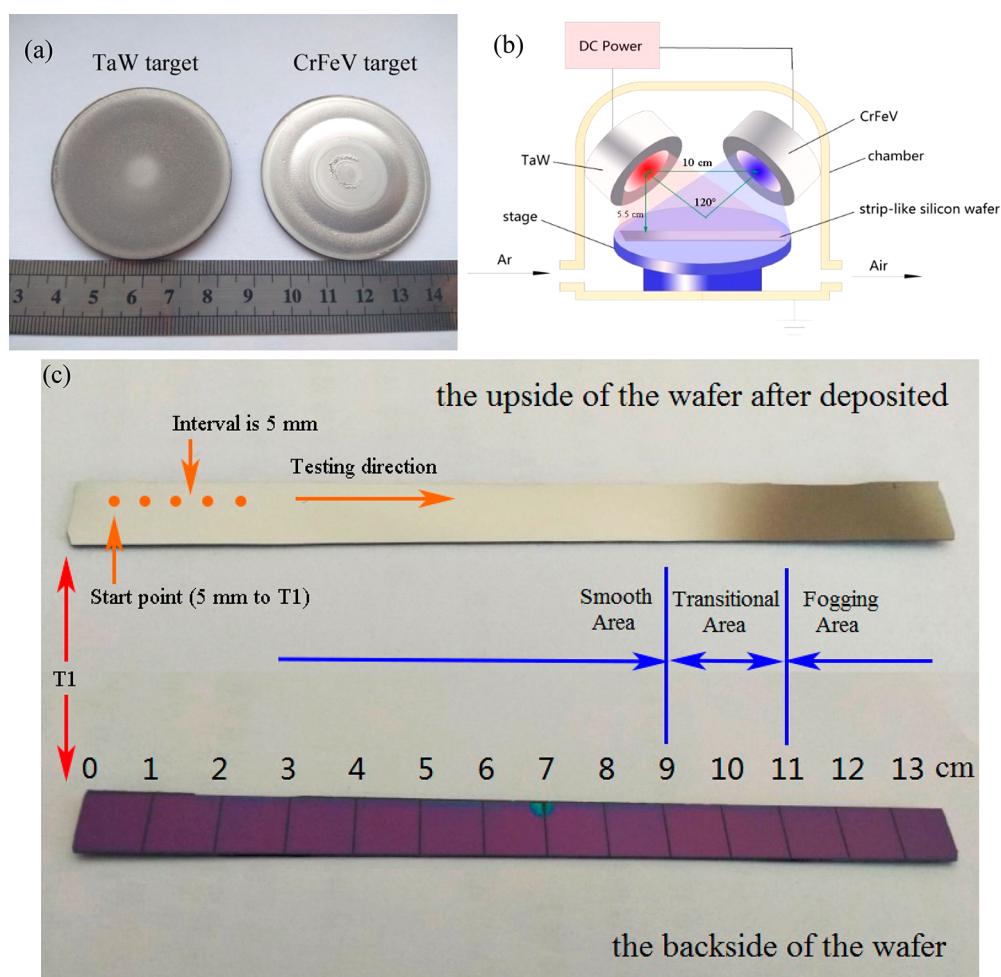 (a)
TaW target
CrFeV target
3 4 5 6 7 8 9 10 11 12 13 14
(b)
DC Power
CrFeV
TaW
10 cm
chamber
120°
5.5 cm
stage
strip-like silicon wafer
Ar
Air
(c)
the upside of the wafer after deposited
Interval is 5 mm
Testing direction
Start point (5 mm to T1)
Smooth
Area
Transitional
Area
Fogging
Area
T1
0 1 2 3 4 5 6 7 8 9 10 11 12 13 cm
the backside of the wafer